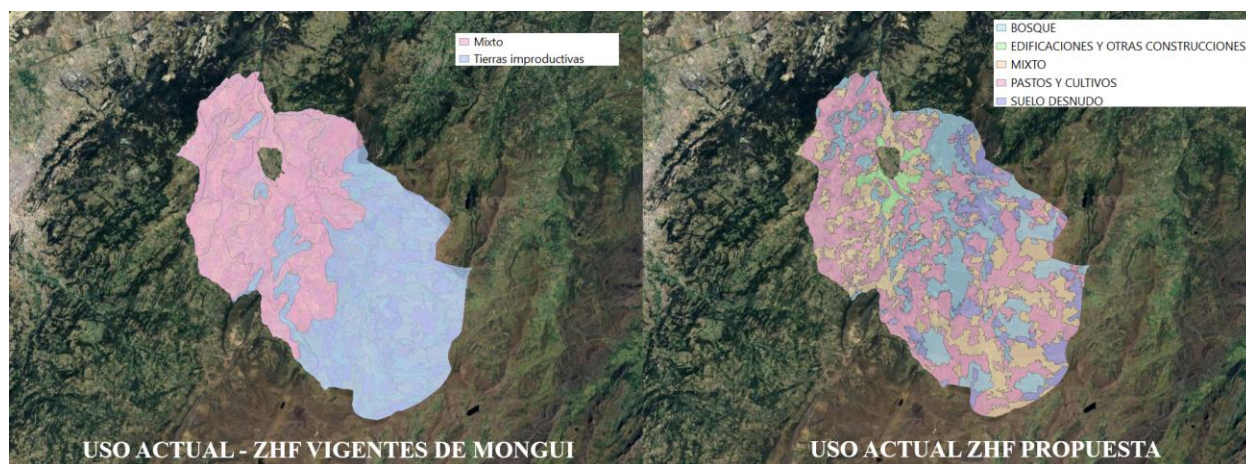 Mixto
Tierras improductivas
USO ACTUAL - ZHF VIGENTES DE MONGUI
BOSQUE
EDIFICACIONES Y OTRAS CONSTRUCCIONES
MIXTO
PASTOS Y CULTIVOS
SUELO DESNUDO
USO ACTUAL ZHF PROPUESTA